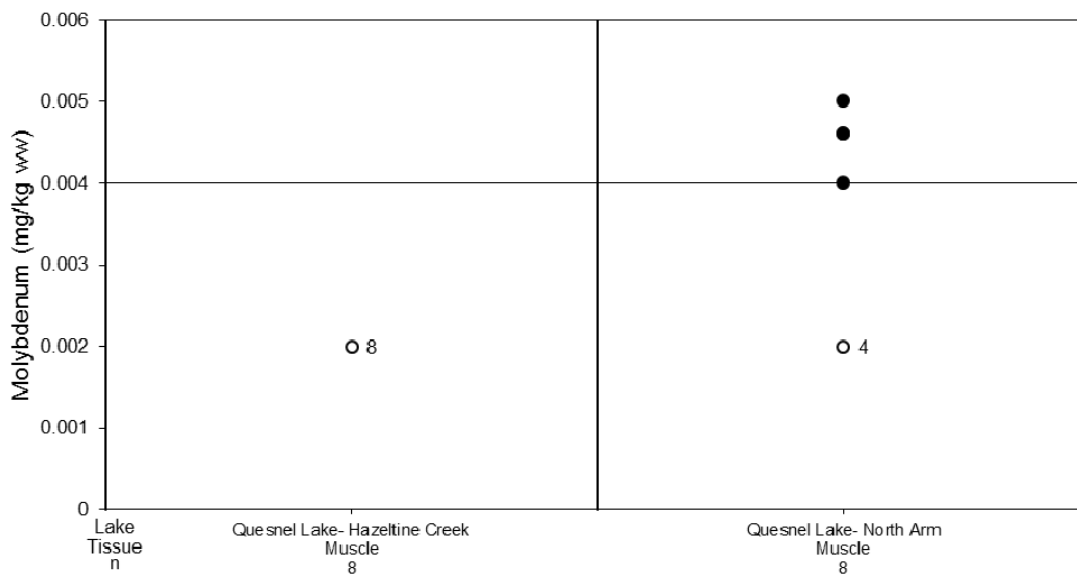 0.006
0.005
0.004
0.003
0.002
0.001
0
Molybdenum (mg/kg ww)
8
4
Lake
Tissue
n
Quesnel Lake- Hazeltine Creek
Muscle
8
Quesnel Lake- North Arm
Muscle
8